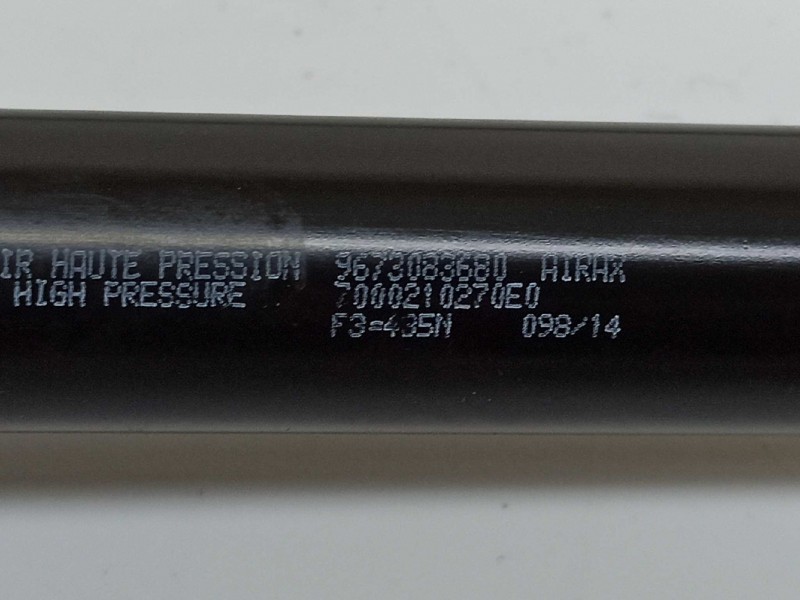 IR HAUTE PRESSION 9673083680 AIRAX
HIGH PRESSURE 7000210270E0
F3=435N 098/14